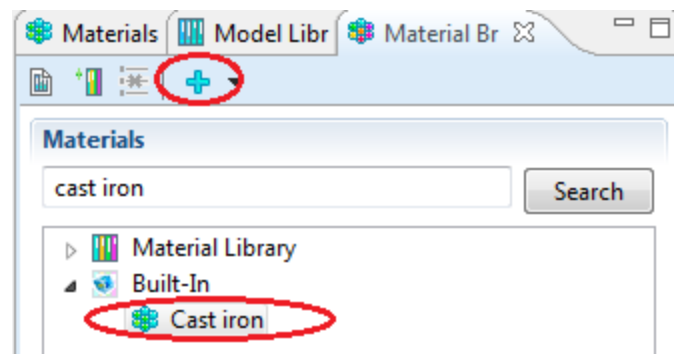 Materials Model Libr Material Br
Materials
cast iron Search
Material Library
Built-In
Cast iron